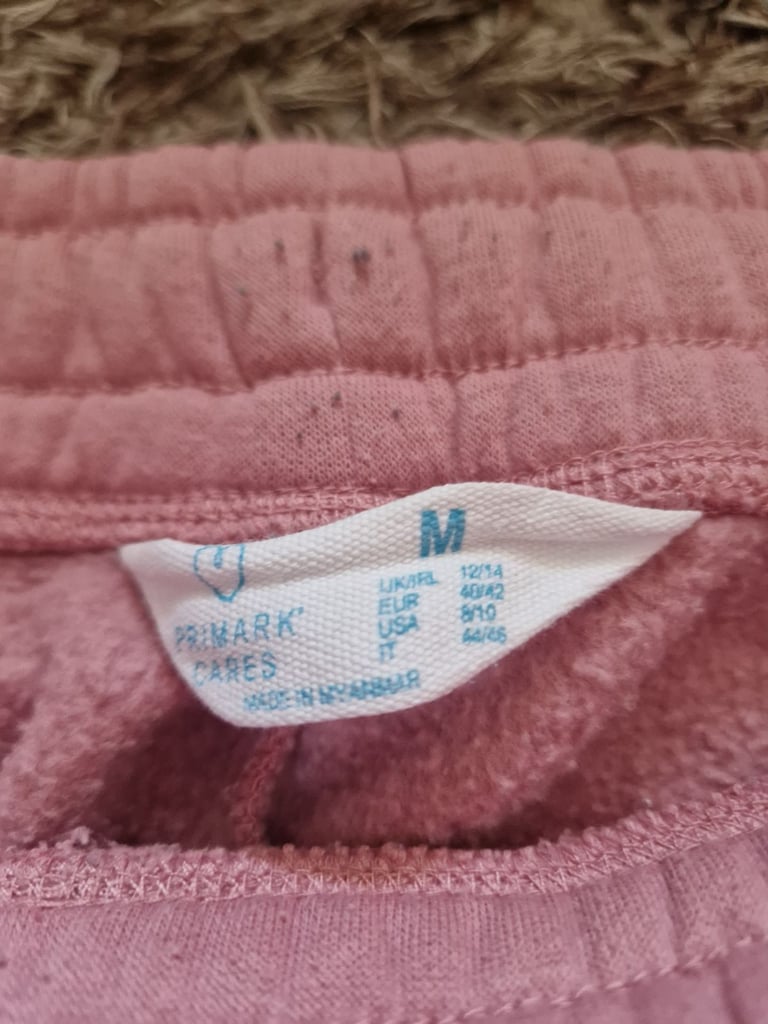 M
UK/IRL 12/14
EUR 40/42
USA 8/10
IT 44/46
PRIMARK®
CARES
MADE IN MYANMAR